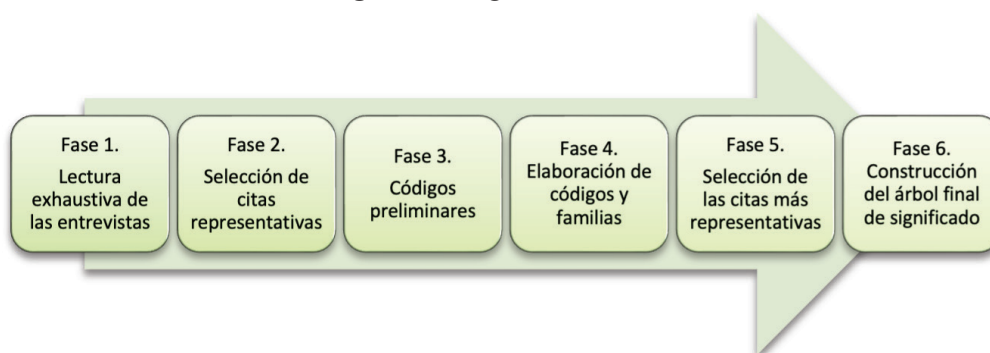 Fase 1.
Lectura
exhaustiva de
las entrevistas
Fase 2.
Selección de
citas
representativas
Fase 3.
Códigos
preliminares
Fase 4.
Elaboración de
códigos y
familias
Fase 5.
Selección de
las citas más
representativas
Fase 6.
Construcción
del árbol final
de significado